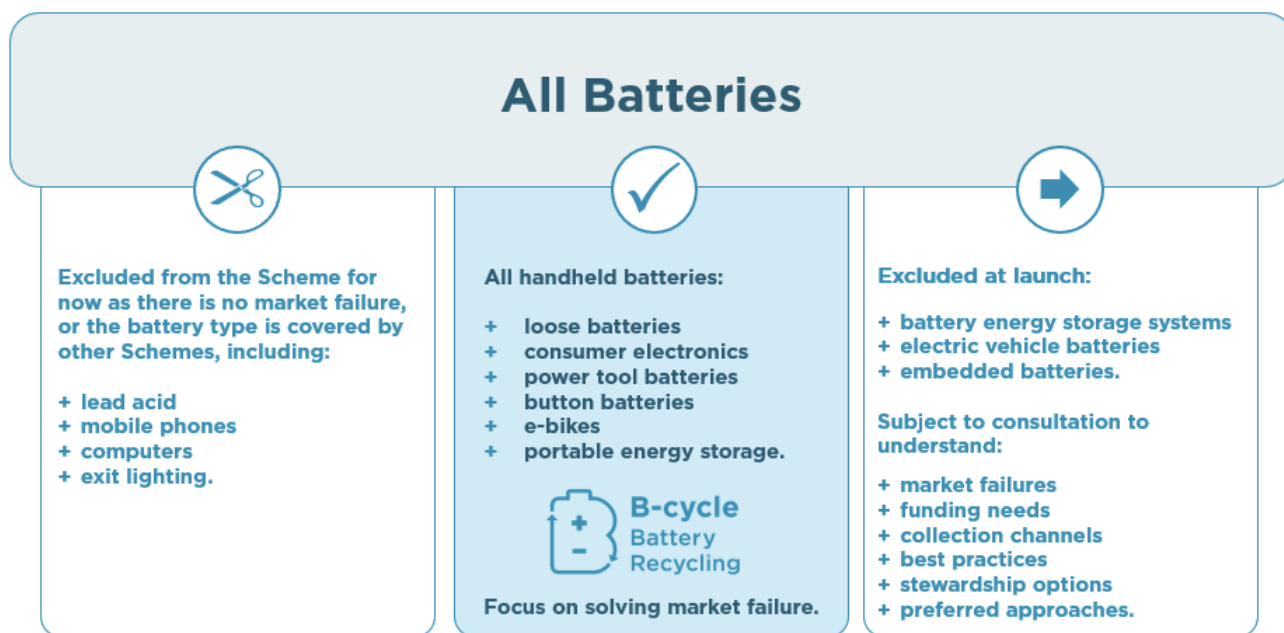 All Batteries
Excluded from the Scheme for
now as there is no market failure,
or the battery type is covered by
other Schemes, including:
+ lead acid
+ mobile phones
+ computers
+ exit lighting.
All handheld batteries:
+ loose batteries
+ consumer electronics
+ power tool batteries
+ button batteries
+ e-bikes
+ portable energy storage.
B-cycle
Battery
Recycling
Focus on solving market failure.
Excluded at launch:
+ battery energy storage systems
+ electric vehicle batteries
+ embedded batteries.
Subject to consultation to
understand:
+ market failures
+ funding needs
+ collection channels
+ best practices
+ stewardship options
+ preferred approaches.